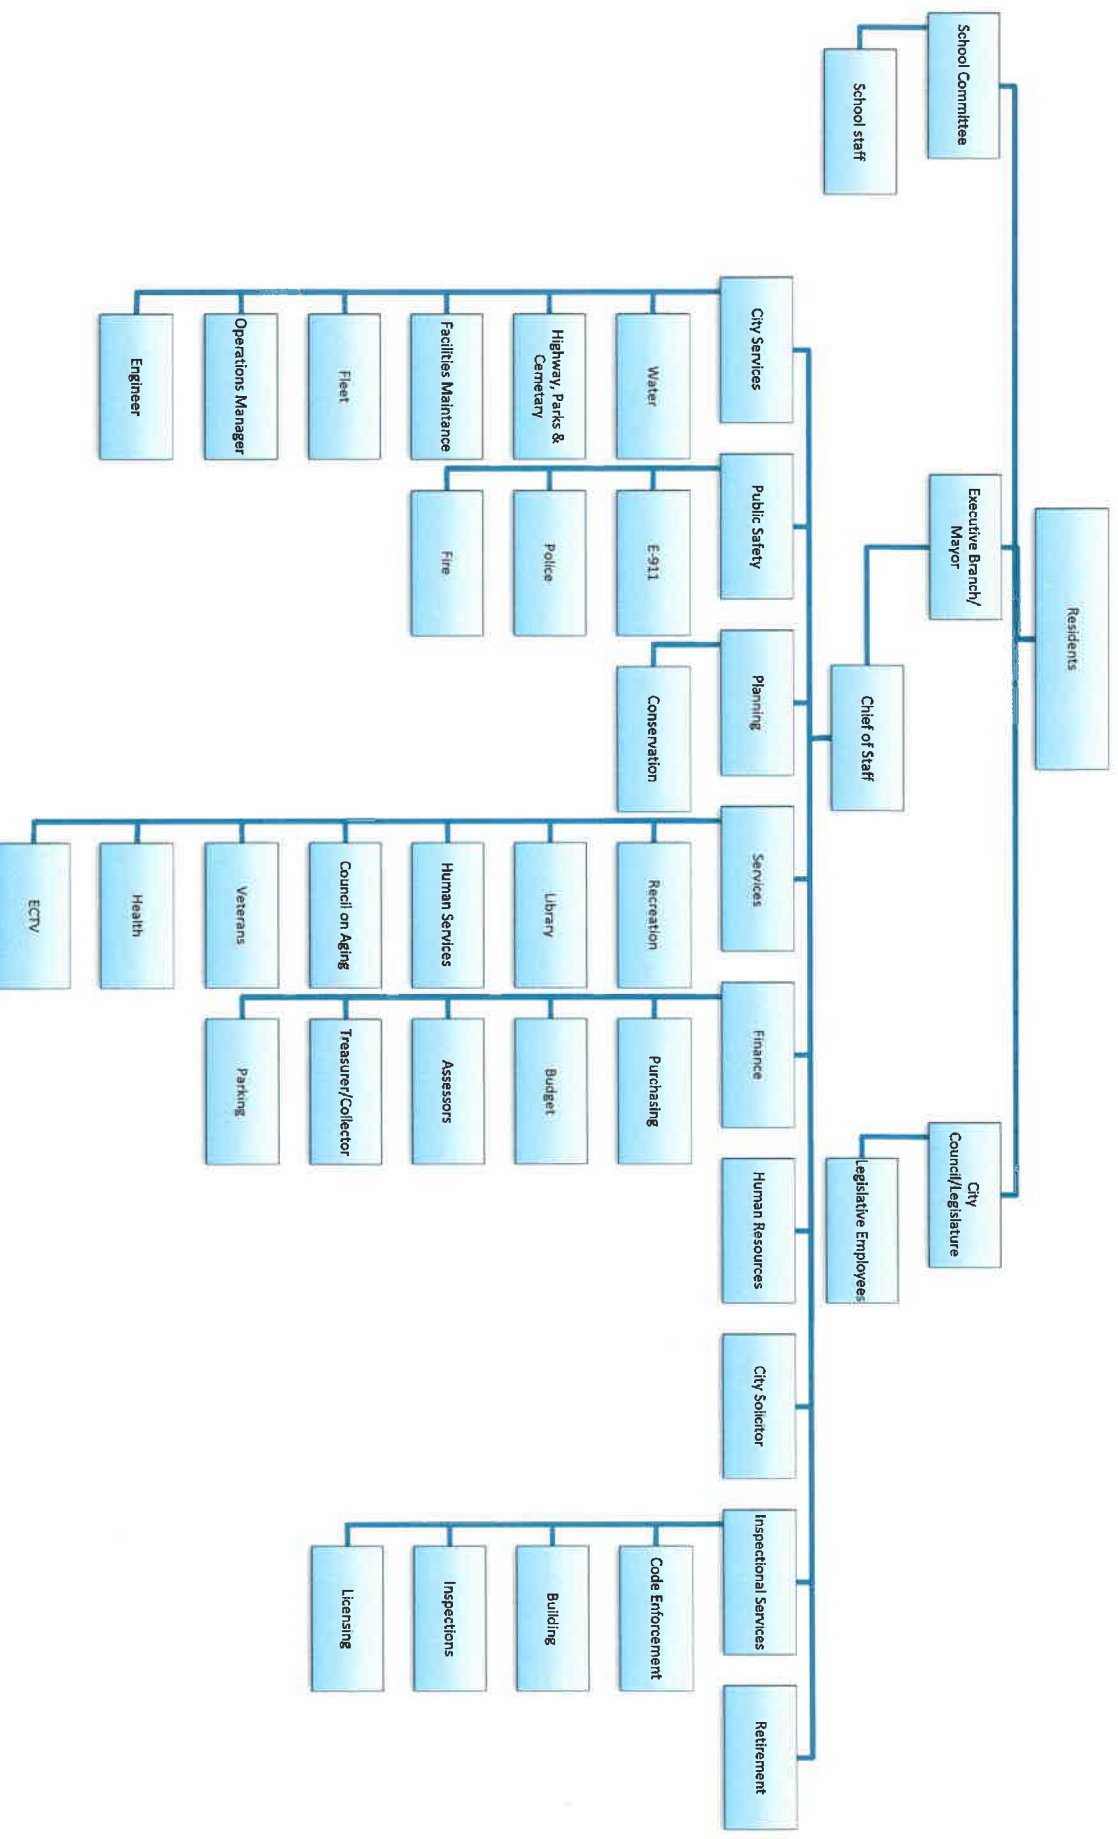 Residents
School Committee
School staff
Executive Branch/
Mayor
Chief of Staff
City
Council/Legislature
Legislative Employees
City Services
Water
Highway, Parks &
Cemetary
Facilities Maintance
Fleet
Operations Manager
Engineer
Public Safety
E-911
Police
Fire
Planning
Conservation
Services
Recreation
Library
Human Services
Council on Aging
Veterans
Health
ECTV
Finance
Purchasing
Budget
Assessors
Treasurer/Collector
Parking
Human Resources
City Solicitor
Inspectional Services
Code Enforcement
Building
Inspections
Licensing
Retirement